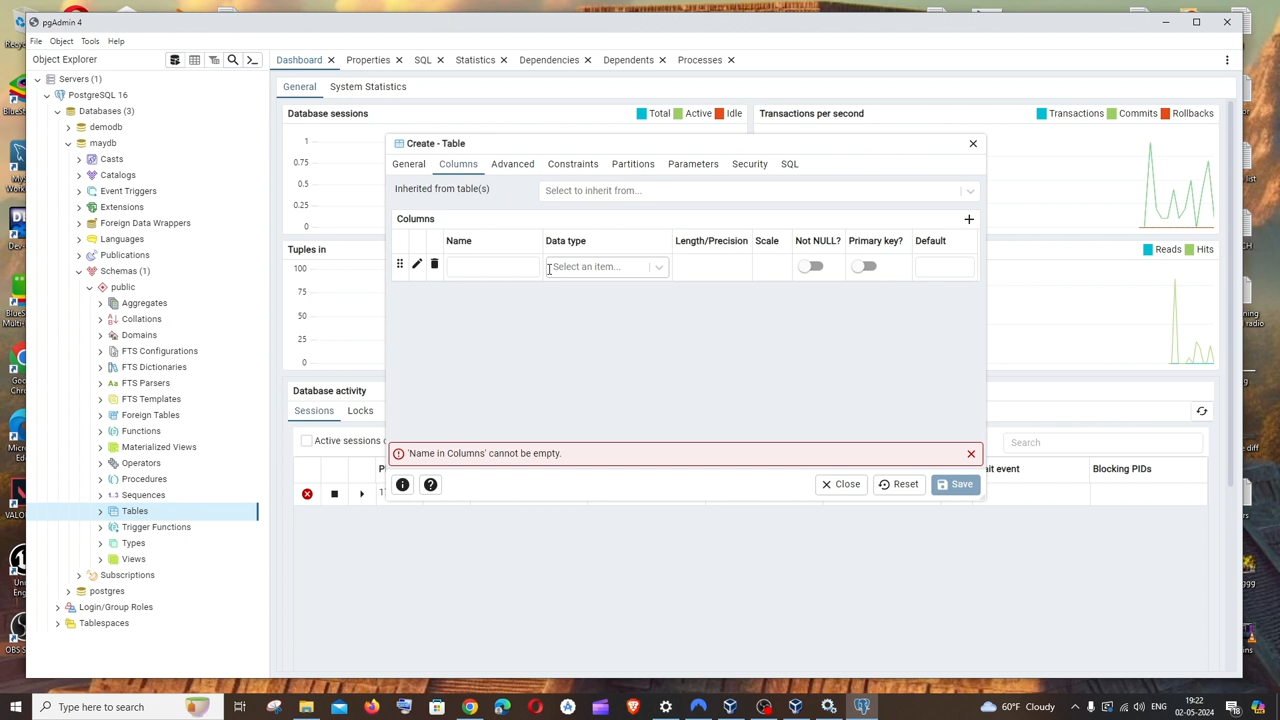 pgAdmin 4
File Object Tools Help
Object Explorer
Dashboard Properties SQL Statistics Dependencies Dependents Processes
Servers (1)
PostgreSQL 16
Databases (3)
demodb
maydb
Casts
Catalogs
Event Triggers
Extensions
Foreign Data Wrappers
Languages
Publications
Schemas (1)
public
Aggregates
Collations
Domains
FTS Configurations
FTS Dictionaries
FTS Parsers
FTS Templates
Foreign Tables
Functions
Materialized Views
Operators
Procedures
1..3 Sequences
Tables
Trigger Functions
Types
Views
Subscriptions
postgres
Login/Group Roles
Tablespaces
General System Statistics
Database sessions
Total Active Idle
1
0.75
0.5
0.25
0
Transactions per second
Transactions Commits Rollbacks
Tuples in
100
75
50
25
0
Reads Hits
Create - Table
General Columns Advanced Constraints Partitions Parameters Security SQL
Inherited from table(s) Select to inherit from...
Columns
Name Data type Length/Precision Scale Not NULL? Primary key? Default
Select an item...
'Name in Columns' cannot be empty.
Close Reset Save
Database activity
Sessions Locks
Active sessions
Search
Blocking PIDs
Type here to search
60°F Cloudy
19:22
02-05-2024
18